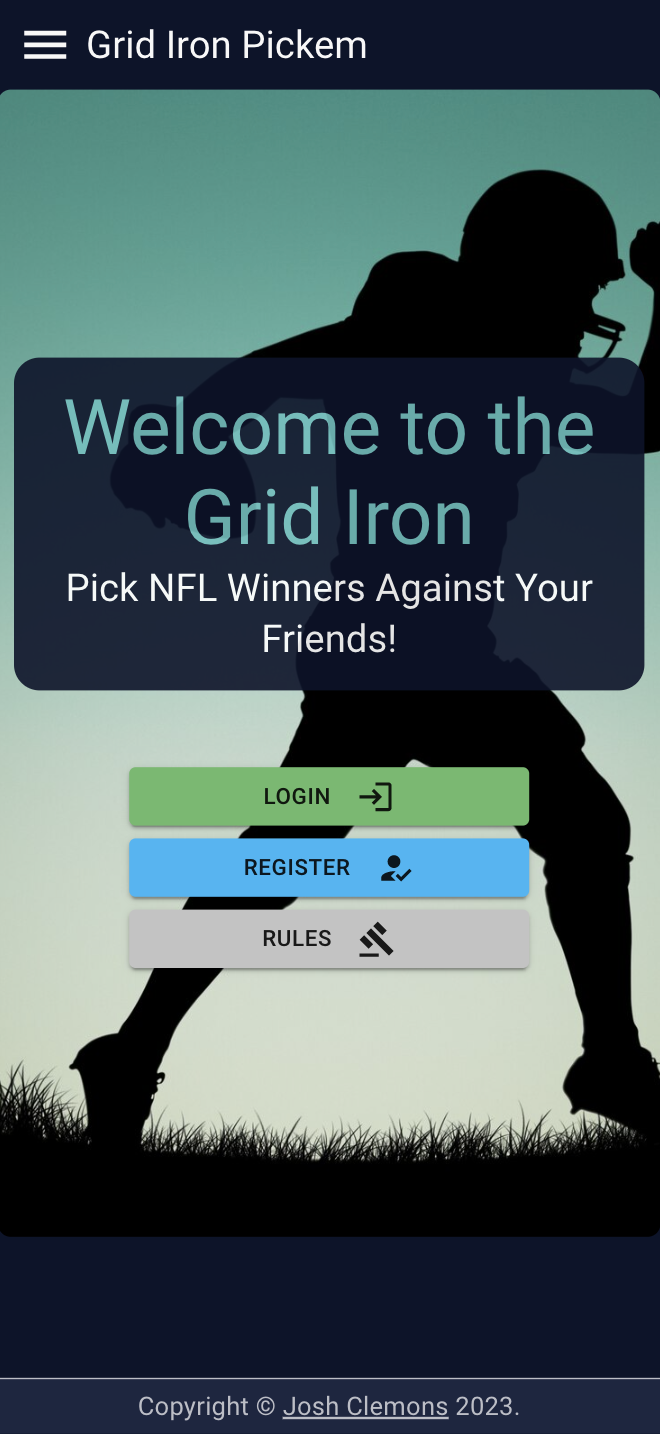 Grid Iron Pickem
Welcome to the
Grid Iron
Pick NFL Winners Against Your
Friends!
LOGIN
REGISTER
RULES
Copyright © Josh Clemons 2023.